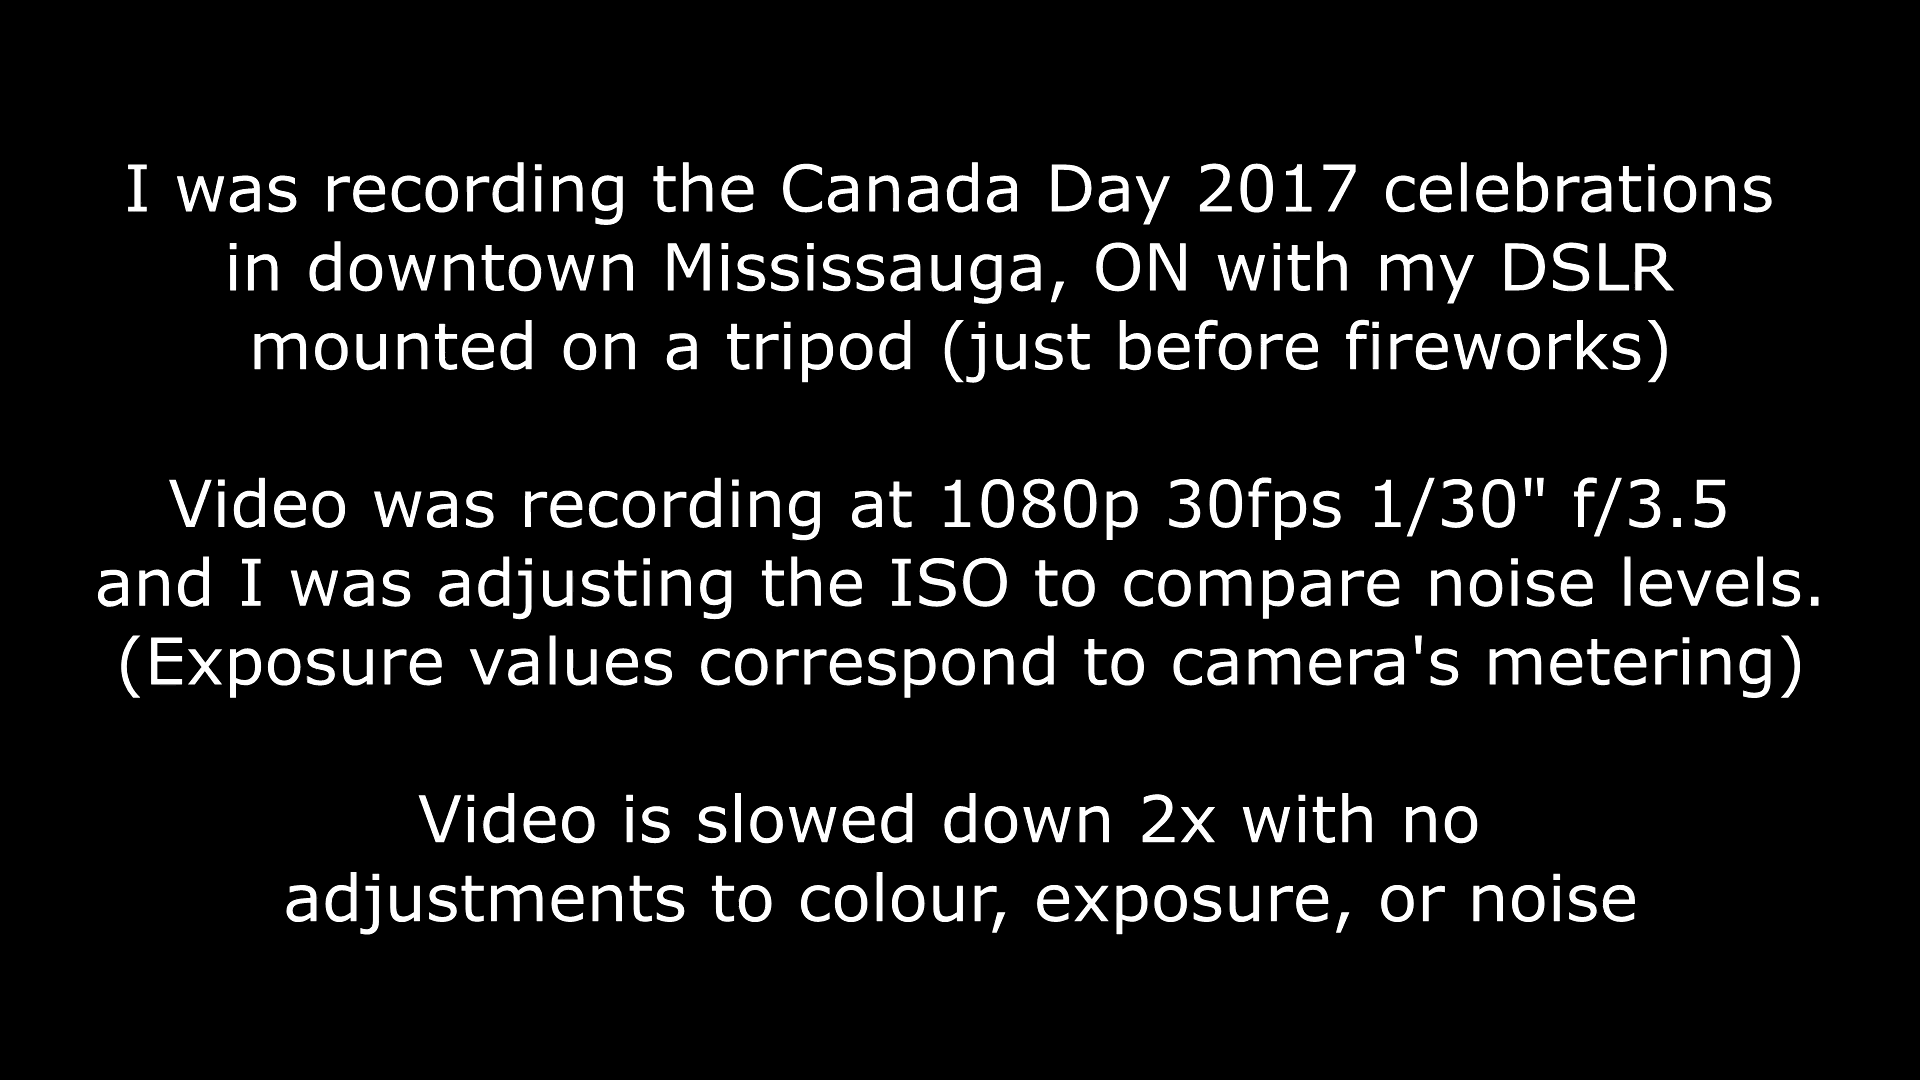 I was recording the Canada Day 2017 celebrations
in downtown Mississauga, ON with my DSLR
mounted on a tripod (just before fireworks)
Video was recording at 1080p 30fps 1/30" f/3.5
and I was adjusting the ISO to compare noise levels.
(Exposure values correspond to camera's metering)
Video is slowed down 2x with no
adjustments to colour, exposure, or noise